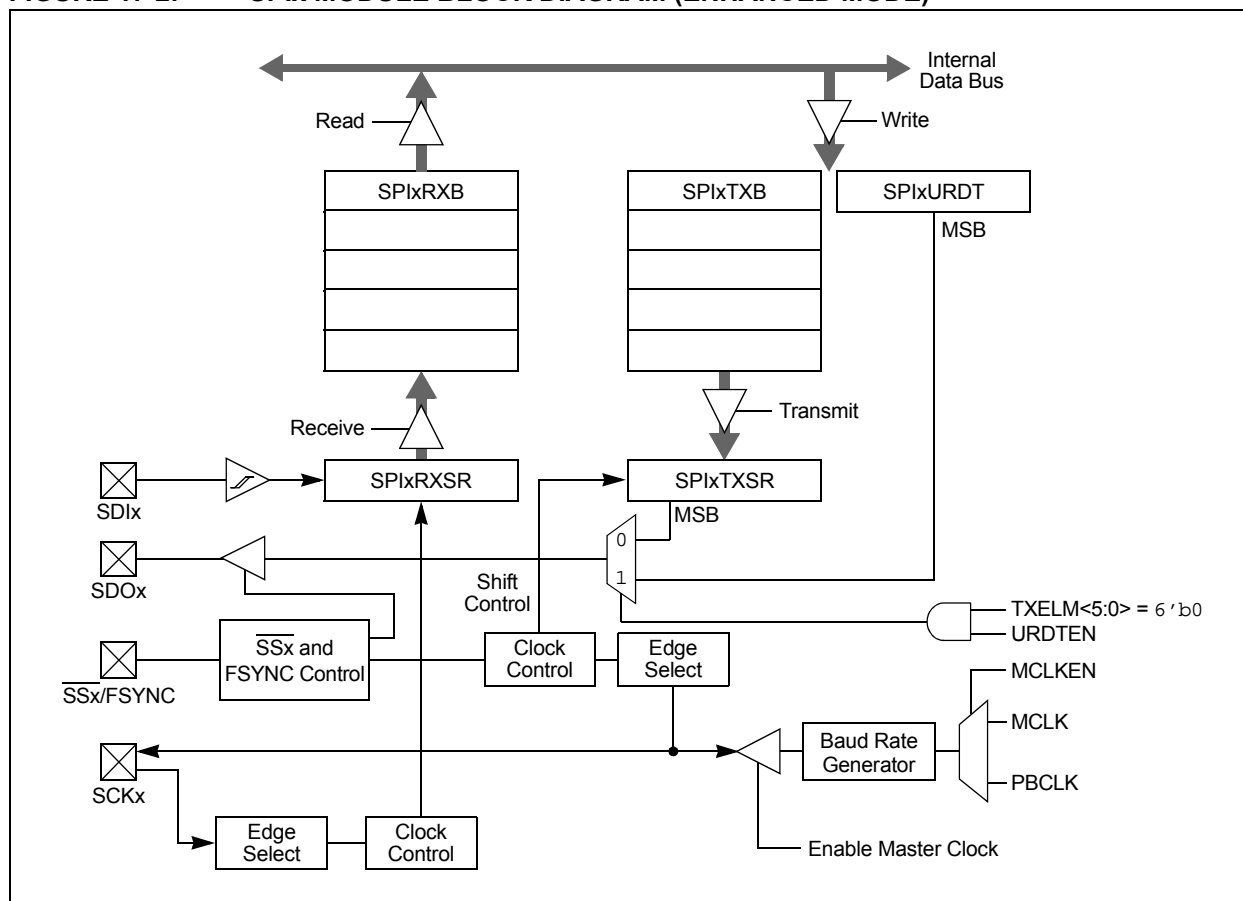 Internal
Data Bus
Read
Write
SPIxRXB
SPIxTXB
SPIxURDT
MSB
Receive
Transmit
SPIxRXSR
SPIxTXSR
SDIx
MSB
0
1
SDOx
Shift
Control
TXELM<5:0> = 6'b0
URDTEN
SSx and
FSYNC Control
Clock
Control
Edge
Select
SSx/FSYNC
MCLKEN
MCLK
Baud Rate
Generator
PBCLK
SCKx
Edge
Select
Clock
Control
Enable Master Clock